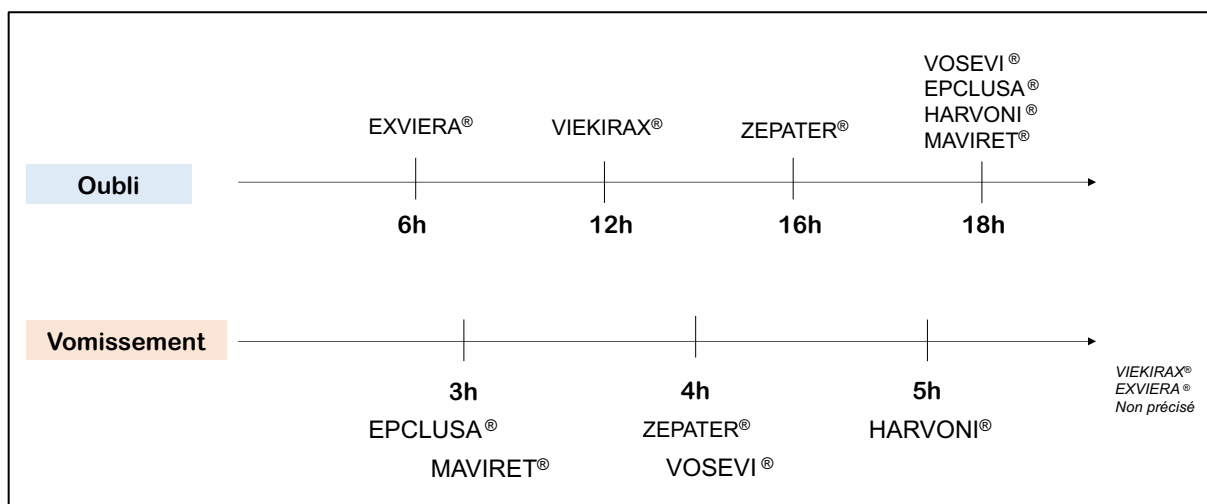 VOSEVI ®
EPCLUSA ®
HARVONI ®
MAVIRET®
EXVIERA®
VIEKIRAX®
ZEPATER®
Oubli
6h
12h
16h
18h
Vomissement
3h
4h
5h
VIEKIRAX®
EXVIERA ®
Non précisé
EPCLUSA ®
ZEPATER®
HARVONI®
MAVIRET®
VOSEVI ®